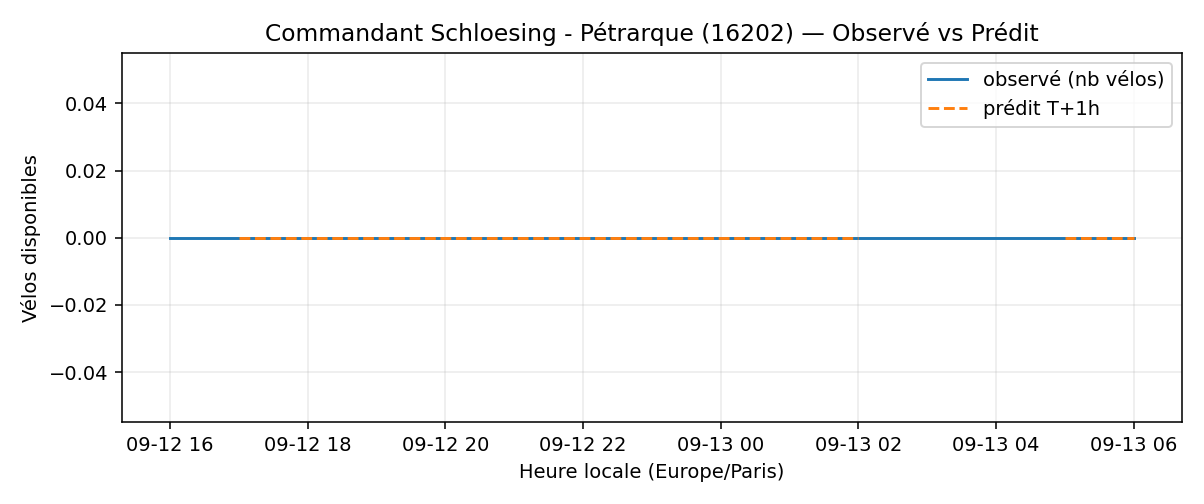 Commandant Schloesing - Pétrarque (16202) — Observé vs Prédit
observé (nb vélos)
prédit T+1h
Vélos disponibles
0.04
0.02
0.00
−0.02
−0.04
09-12 16
09-12 18
09-12 20
09-12 22
09-13 00
09-13 02
09-13 04
09-13 06
Heure locale (Europe/Paris)